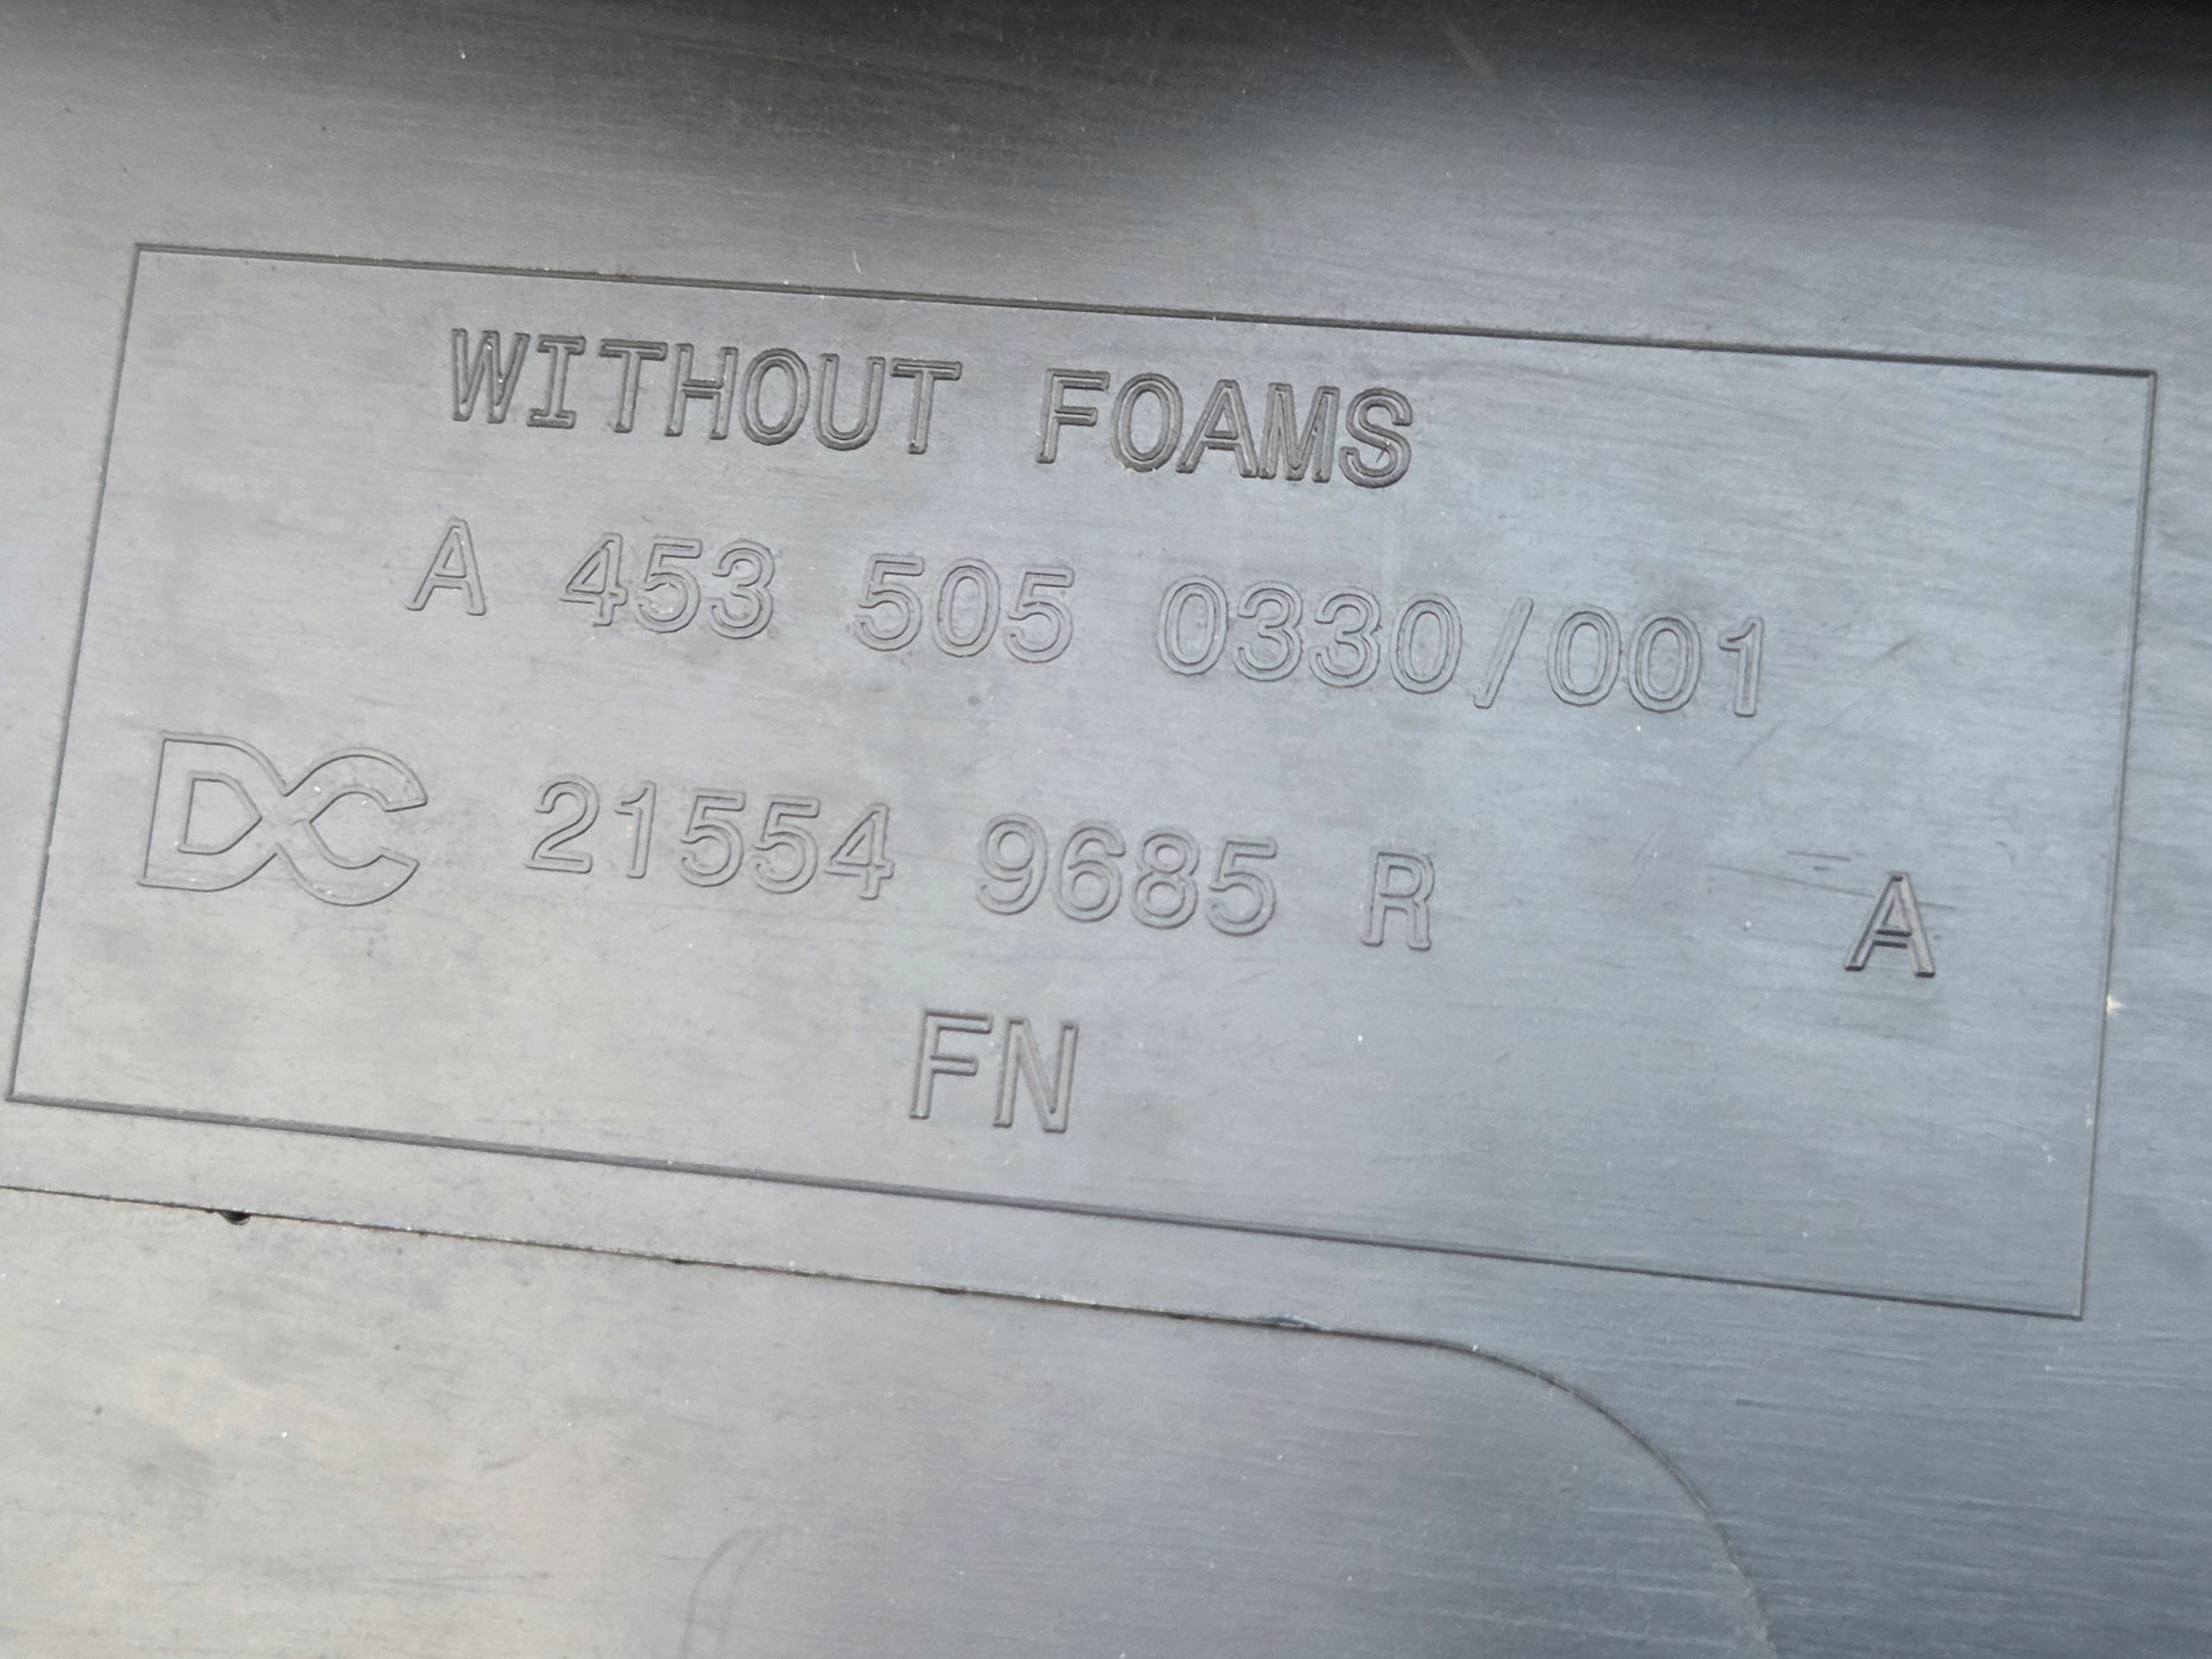 WITHOUT FOAMS
A 453 505 0330/001
DC 21554 9685 R A
FN